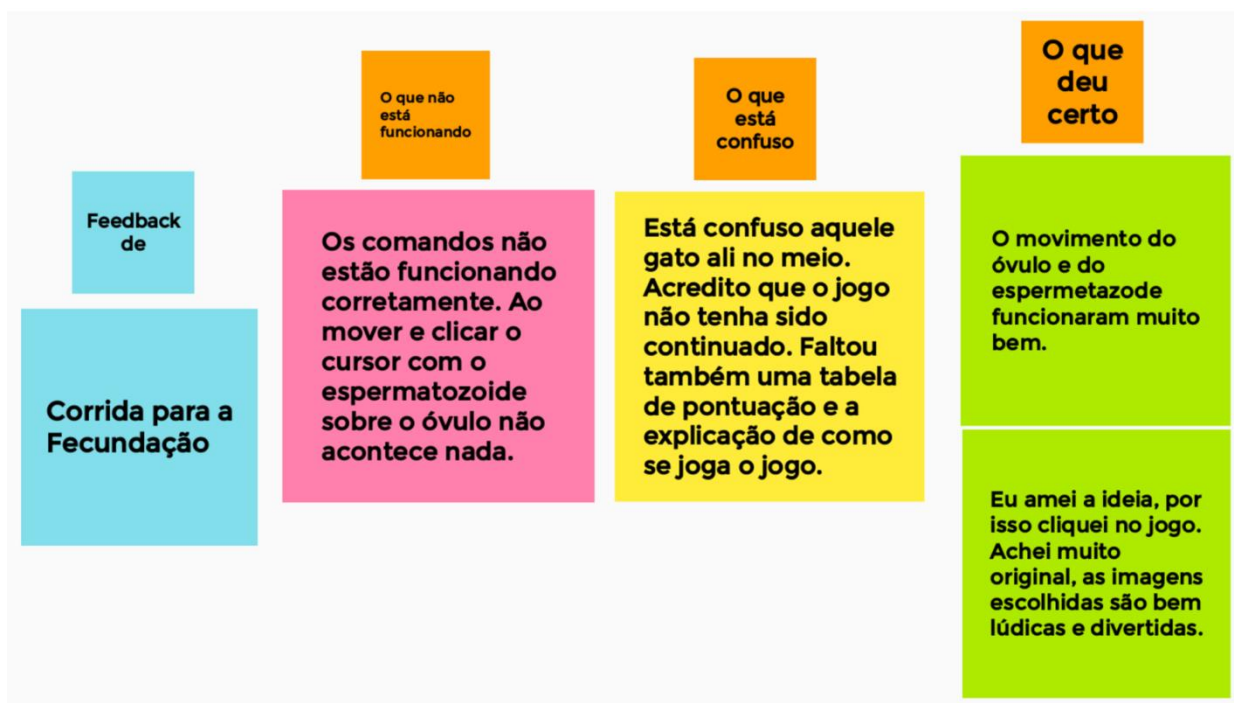 Feedback
de
Corrida para a
Fecundação
O que não
está
funcionando
Os comandos não
estão funcionando
corretamente. Ao
mover e clicar o
cursor com o
espermatozoide
sobre o óvulo não
acontece nada.
O que
está
confuso
Está confuso aquele
gato ali no meio.
Acredito que o jogo
não tenha sido
continuado. Faltou
também uma tabela
de pontuação e a
explicação de como
se joga o jogo.
O que
deu
certo
O movimento do
óvulo e do
espermetazode
funcionaram muito
bem.
Eu amei a ideia, por
isso cliquei no jogo.
Achei muito
original, as imagens
escolhidas são bem
lúdicas e divertidas.